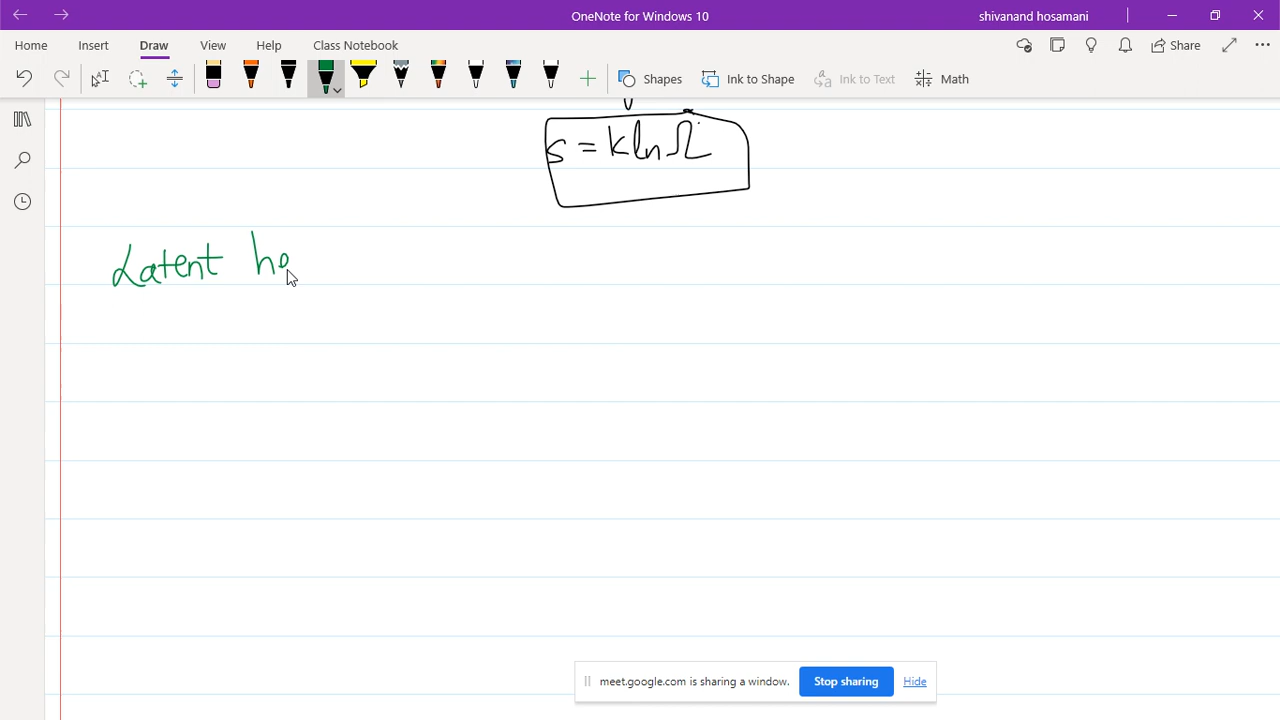 OneNote for Windows 10
shivanand hosamani
Home Insert Draw View Help Class Notebook Share
Shapes Ink to Shape Ink to Text Math
s = k ln Ω
Latent he
meet.google.com is sharing a window. Stop sharing Hide